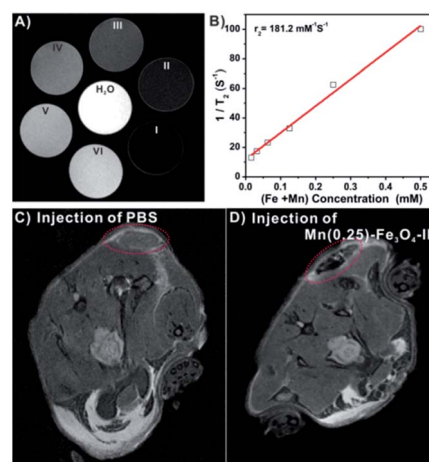 A)
III
IV
II
H₂O
V
I
VI
B)
r₂= 181.2 mM⁻¹S⁻¹
1 / T₂ (S⁻¹)
100
80
60
40
20
0
0.0 0.1 0.2 0.3 0.4 0.5
(Fe +Mn) Concentration (mM)
C) Injection of PBS
D) Injection of
Mn(0.25)-Fe₃O₄-II